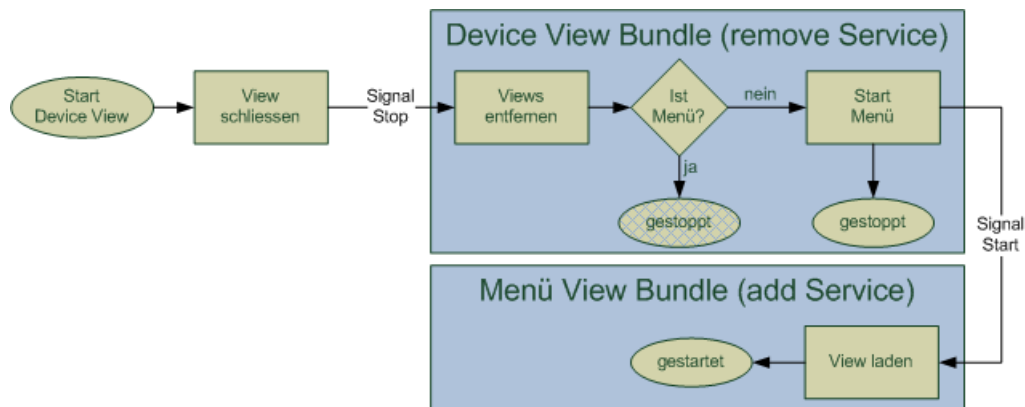 Device View Bundle (remove Service)
Start
Device View
View
schliessen
Signal
Stop
Views
entfernen
Ist
Menü?
nein
Start
Menü
ja
gestoppt
gestoppt
Signal
Start
Menü View Bundle (add Service)
gestartet
View laden